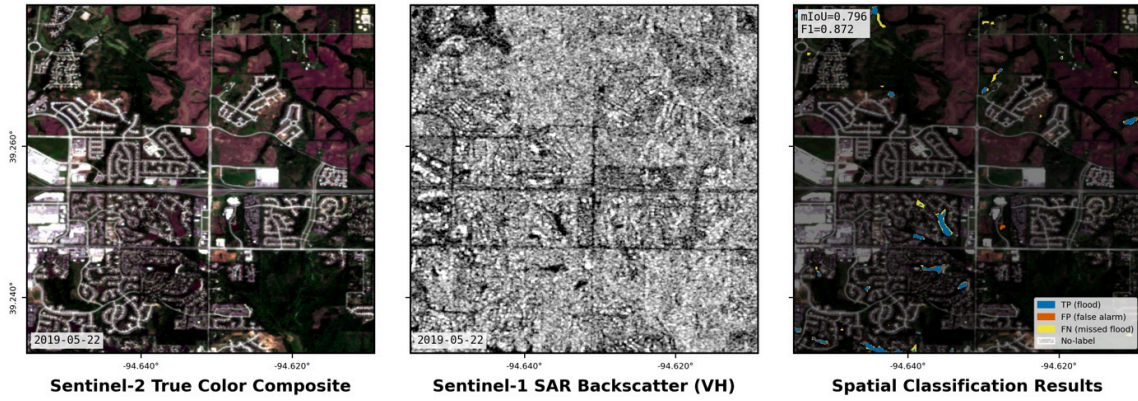 mIoU=0.796
F1=0.872
39.260°
39.240°
2019-05-22
2019-05-22
TP (flood)
FP (false alarm)
FN (missed flood)
No-label
-94.640°
-94.620°
-94.640°
-94.620°
-94.640°
-94.620°
Sentinel-2 True Color Composite
Sentinel-1 SAR Backscatter (VH)
Spatial Classification Results